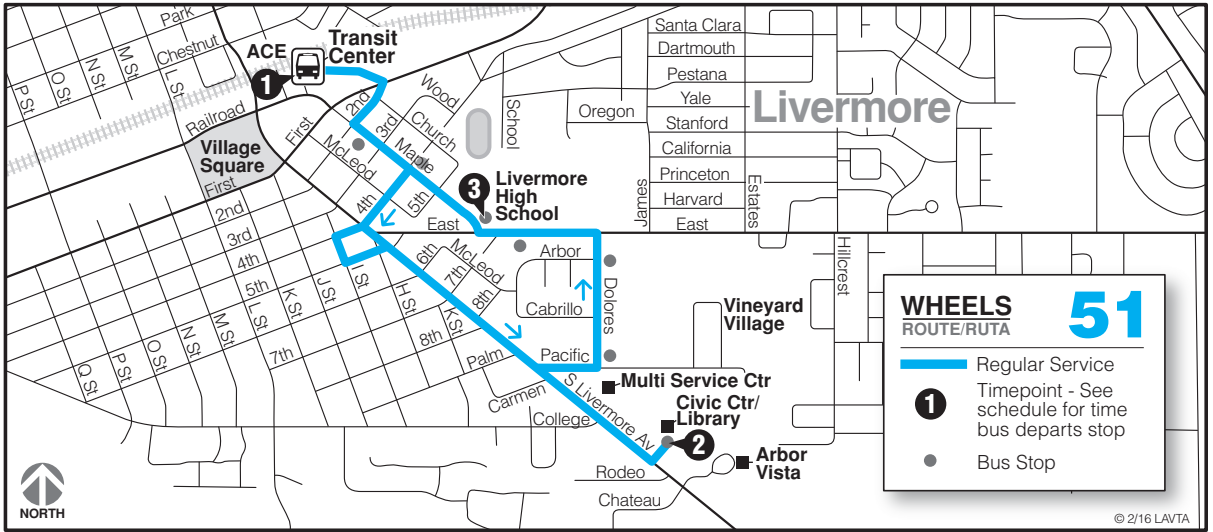 Park
Chestnut
O St
N St
M St
L St
P St
ACE
Transit
Center
1
Railroad
Village
Square
First
First
2nd
3rd
McLeod
Maple
Wood
Church
School
4th
5th
3
Livermore
High
School
East
Santa Clara
Dartmouth
Pestana
Oregon
Yale
Stanford
California
Princeton
Harvard
East
James
Estates
Livermore
2nd
3rd
4th
5th
L St
K St
J St
I St
H St
M St
N St
O St
P St
Q St
7th
6th
McLeod
7th
8th
K St
8th
Palm
Arbor
Cabrillo
Dolores
Pacific
Carmen
College
S Livermore Av
Multi Service Ctr
Civic Ctr/
Library
2
Vineyard
Village
Hillcrest
Arbor
Vista
Rodeo
Chateau
WHEELS
ROUTE/RUTA
51
Regular Service
1
Timepoint - See
schedule for time
bus departs stop
Bus Stop
NORTH
© 2/16 LAVTA